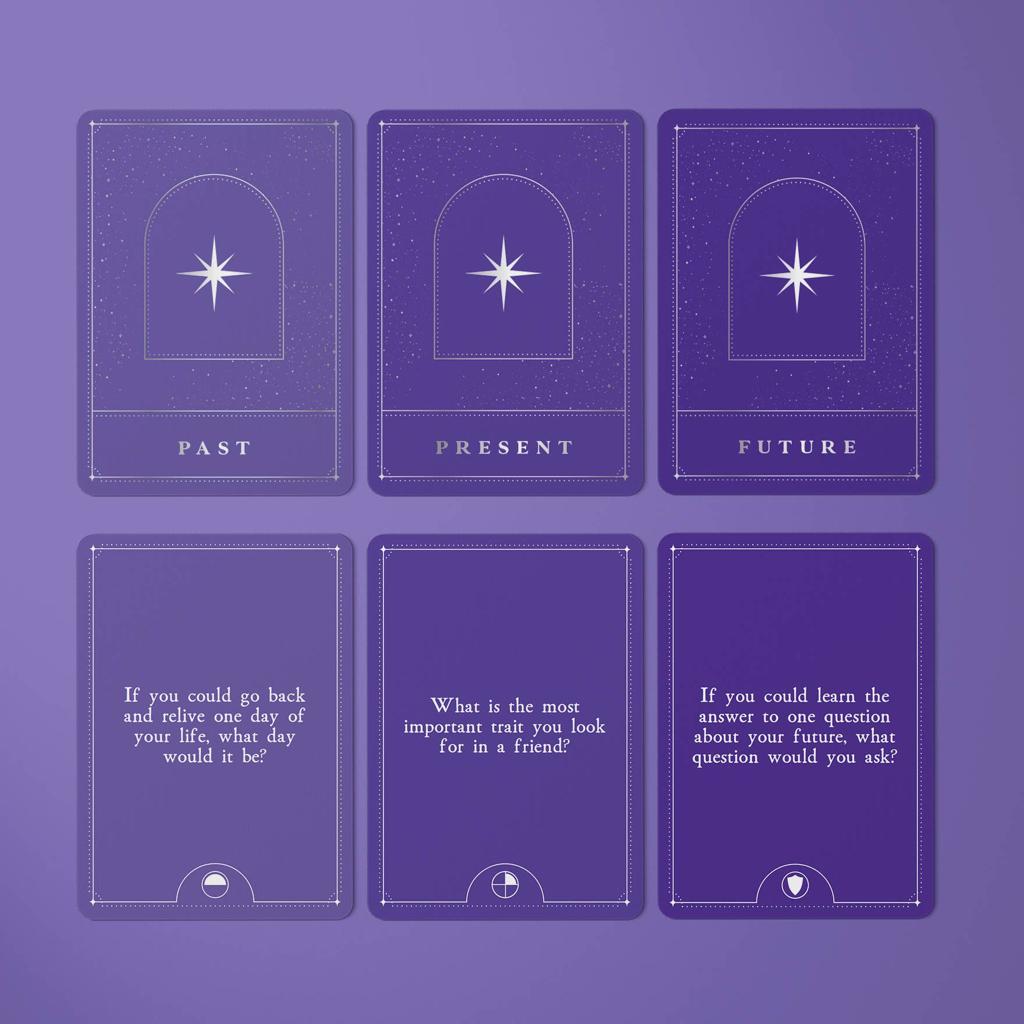 PAST
PRESENT
FUTURE
If you could go back
and relive one day of
your life, what day
would it be?
What is the most
important trait you look
for in a friend?
If you could learn the
answer to one question
about your future, what
question would you ask?